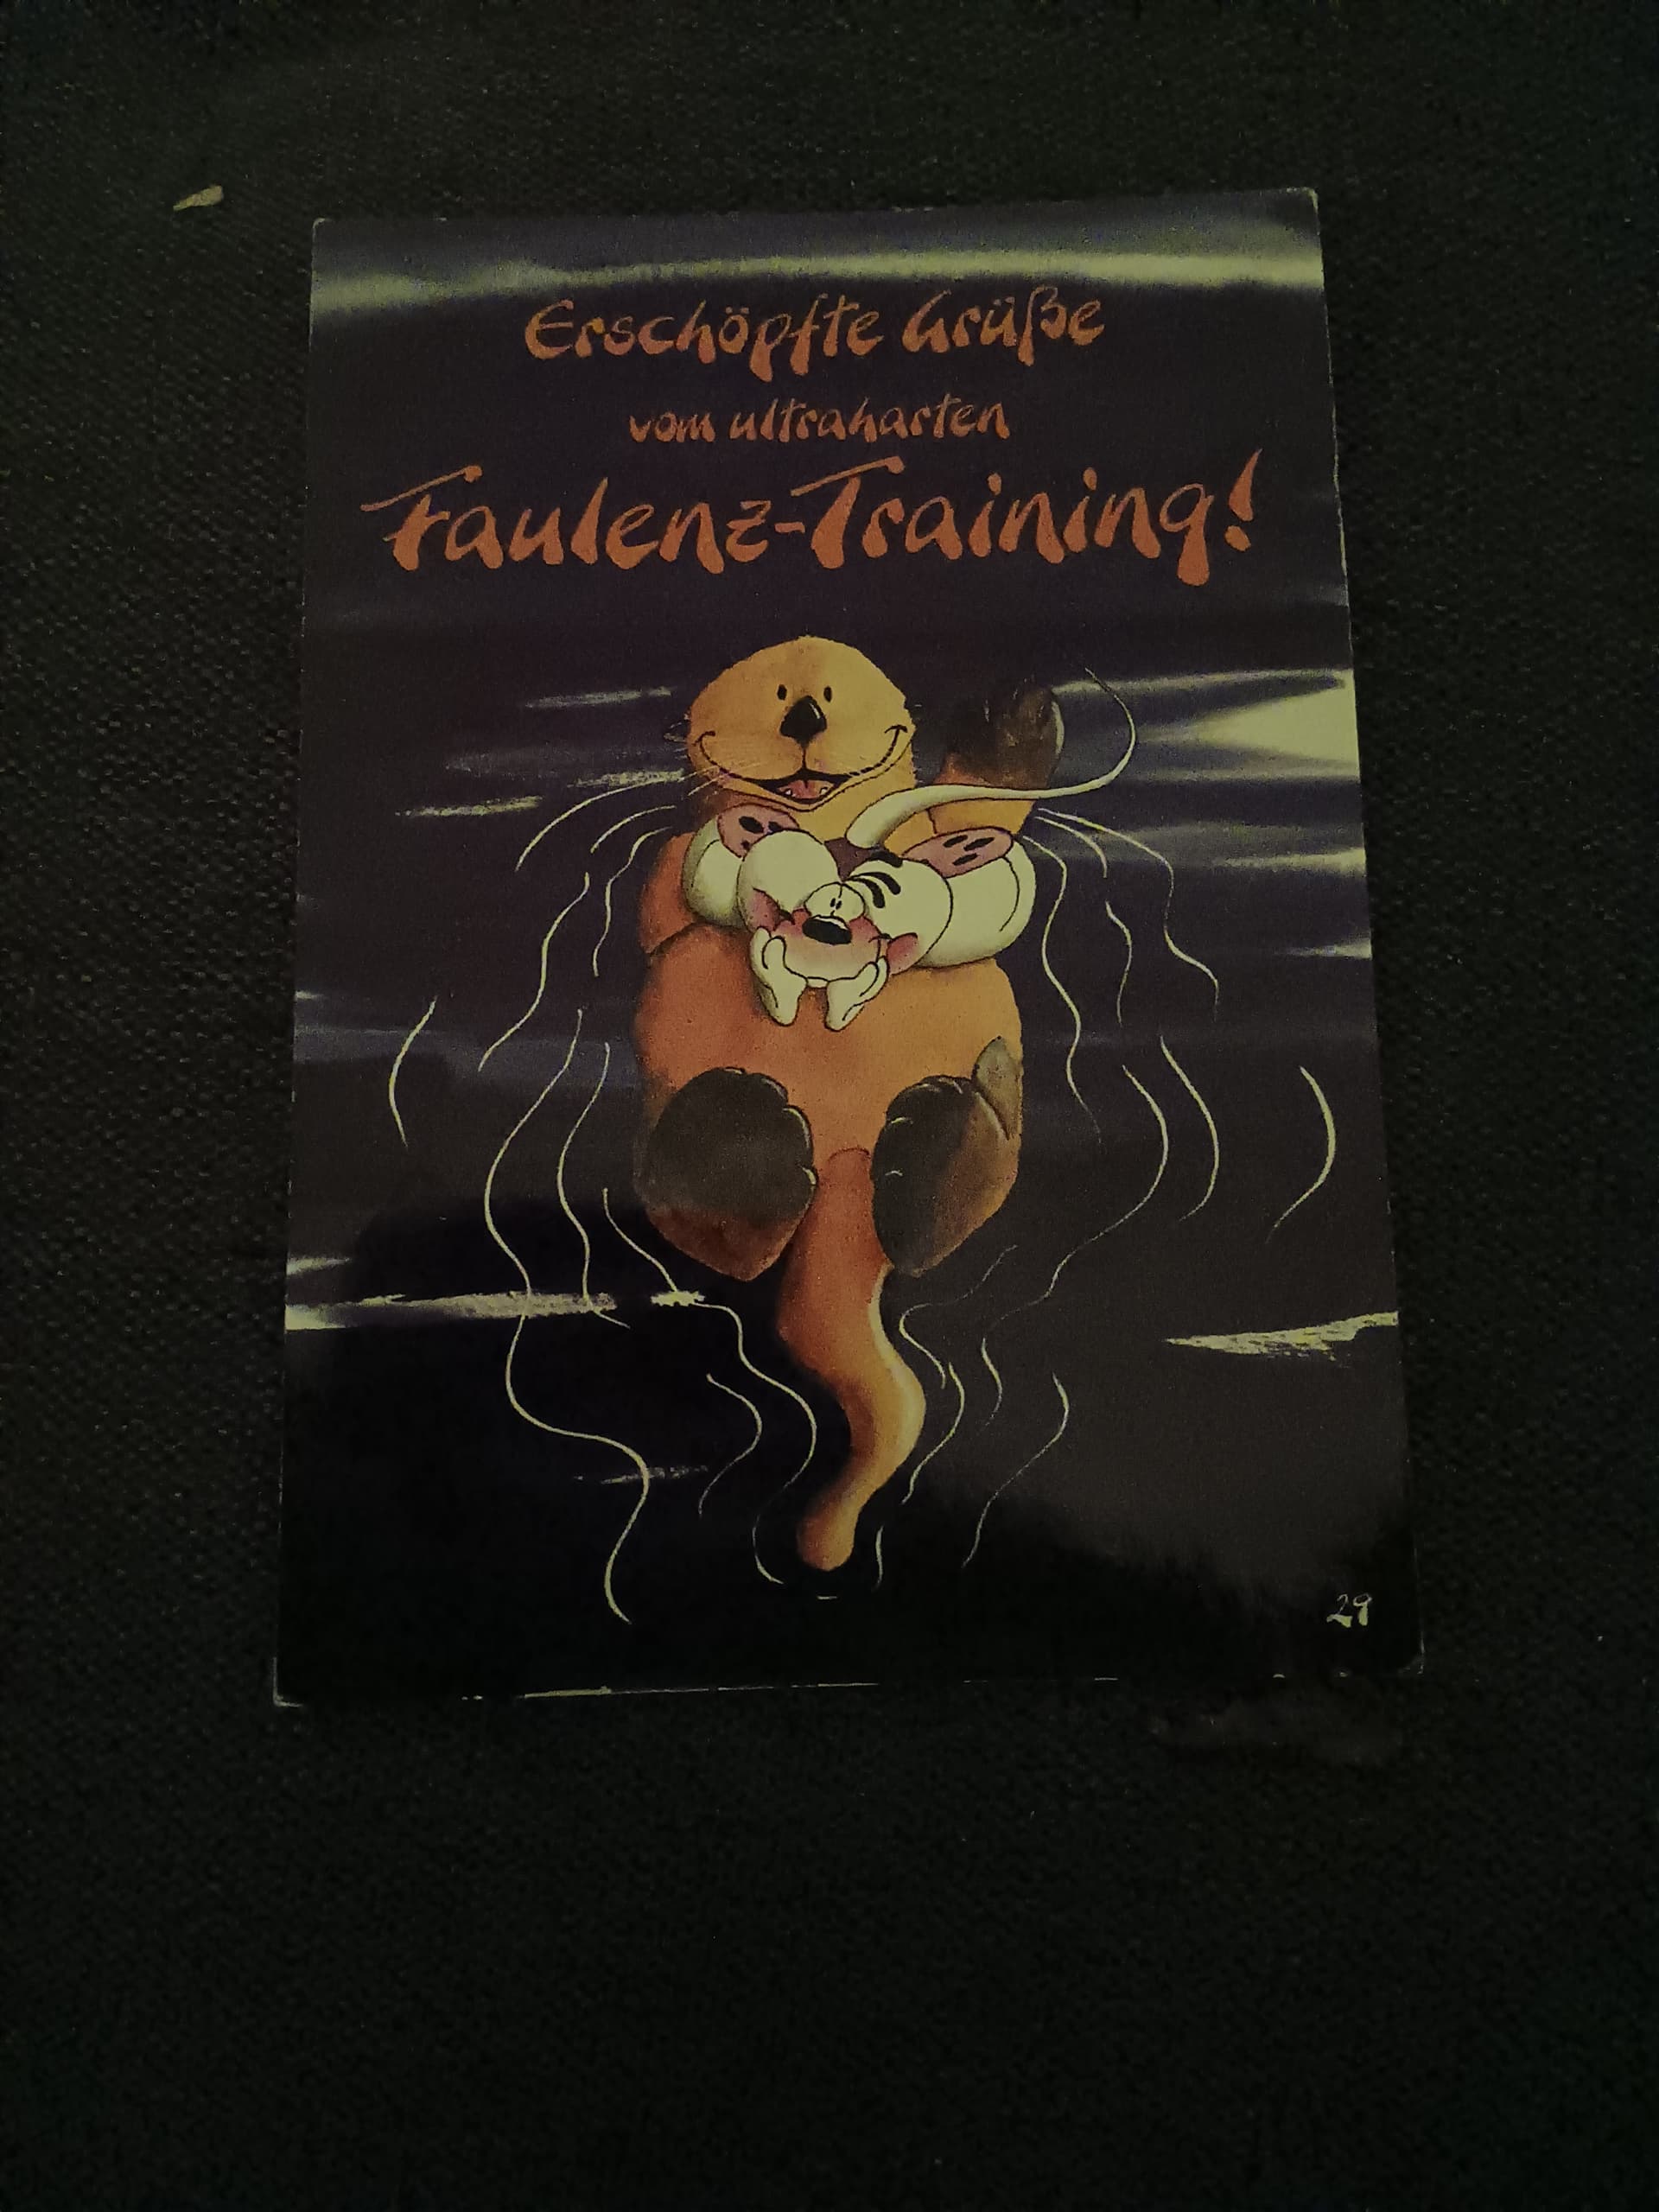 Erschöpfte Grüße
vom ultraharten
Faulenz-Training!
29